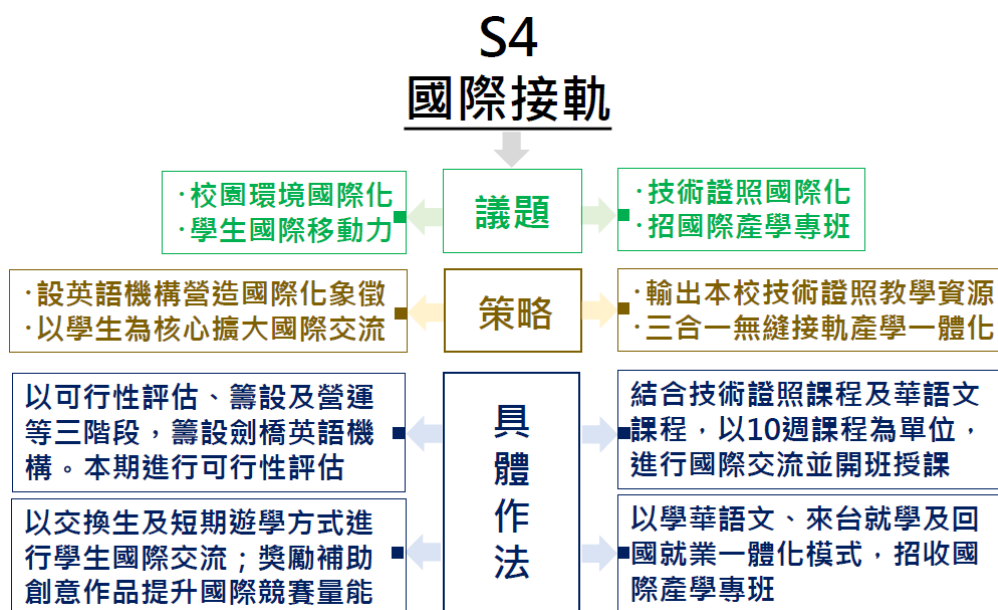 S4
國際接軌
·校園環境國際化
·學生國際移動力
議題
·技術證照國際化
·招國際產學專班
·設英語機構營造國際化象徵
·以學生為核心擴大國際交流
策略
·輸出本校技術證照教學資源
·三合一無縫接軌產學一體化
以可行性評估、籌設及營運
等三階段，籌設劍橋英語機
構。本期進行可行性評估
以交換生及短期遊學方式進
行學生國際交流；獎勵補助
創意作品提升國際競賽量能
具
體
作
法
結合技術證照課程及華語文
課程，以10週課程為單位，
進行國際交流並開班授課
以學華語文、來台就學及回
國就業一體化模式，招收國
際產學專班